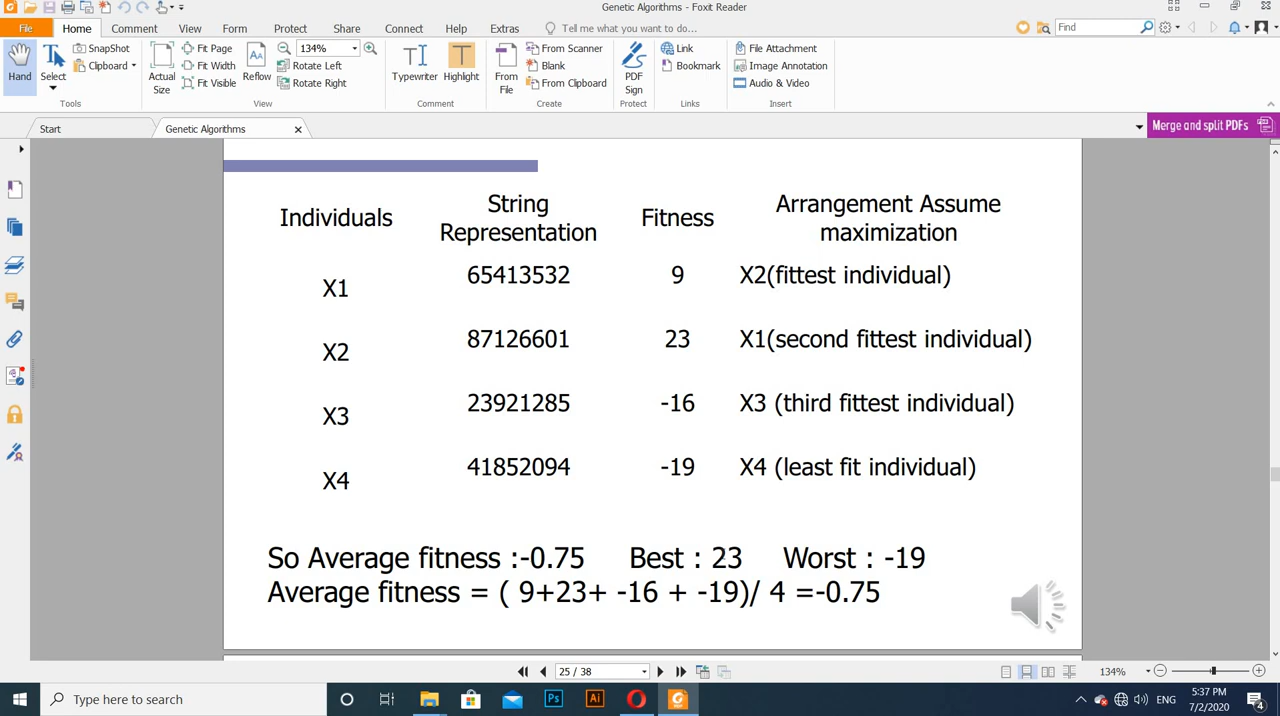 Genetic Algorithms - Foxit Reader
File Home Comment View Form Protect Share Connect Help Extras Tell me what you want to do... Find
Hand
Select
SnapShot
Clipboard
Tools
Actual Size
Fit Page
Fit Width
Fit Visible
Reflow
134%
Rotate Left
Rotate Right
View
Typewriter
Highlight
Comment
From File
From Scanner
Blank
From Clipboard
Create
PDF Sign
Protect
Link
Bookmark
Links
File Attachment
Image Annotation
Audio & Video
Insert
Start
Genetic Algorithms
Merge and split PDFs
Individuals String Representation Fitness Arrangement Assume maximization
X1 65413532 9 X2(fittest individual)
X2 87126601 23 X1(second fittest individual)
X3 23921285 -16 X3 (third fittest individual)
X4 41852094 -19 X4 (least fit individual)
So Average fitness :-0.75 Best : 23 Worst : -19
Average fitness = ( 9+23+ -16 + -19)/ 4 =-0.75
25 / 38
134%
Type here to search
Ps
Ai
ENG
5:37 PM
7/2/2020
4